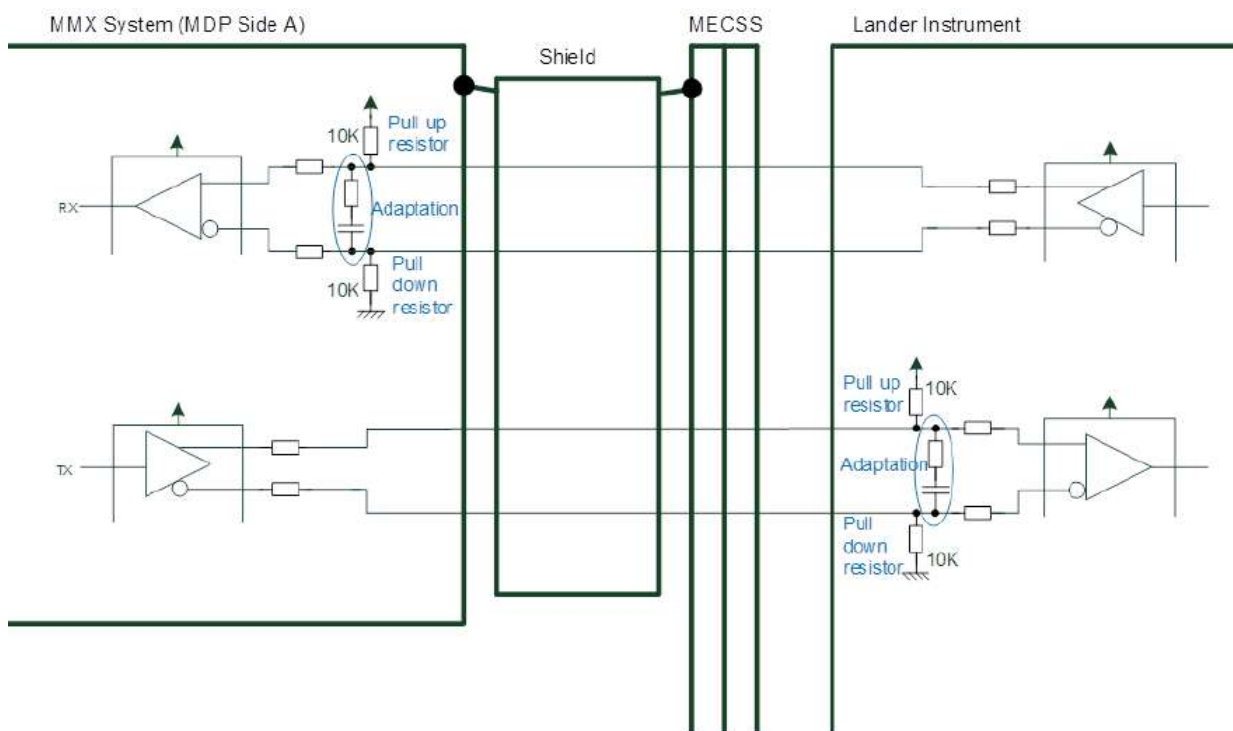 MMX System (MDP Side A)
MECSS
Lander Instrument
Shield
10K
Pull up
resistor
RX
Adaptation
Pull
down
resistor
10K
Pull up
resistor
10K
TX
Adaptation
Pull
down
resistor
10K